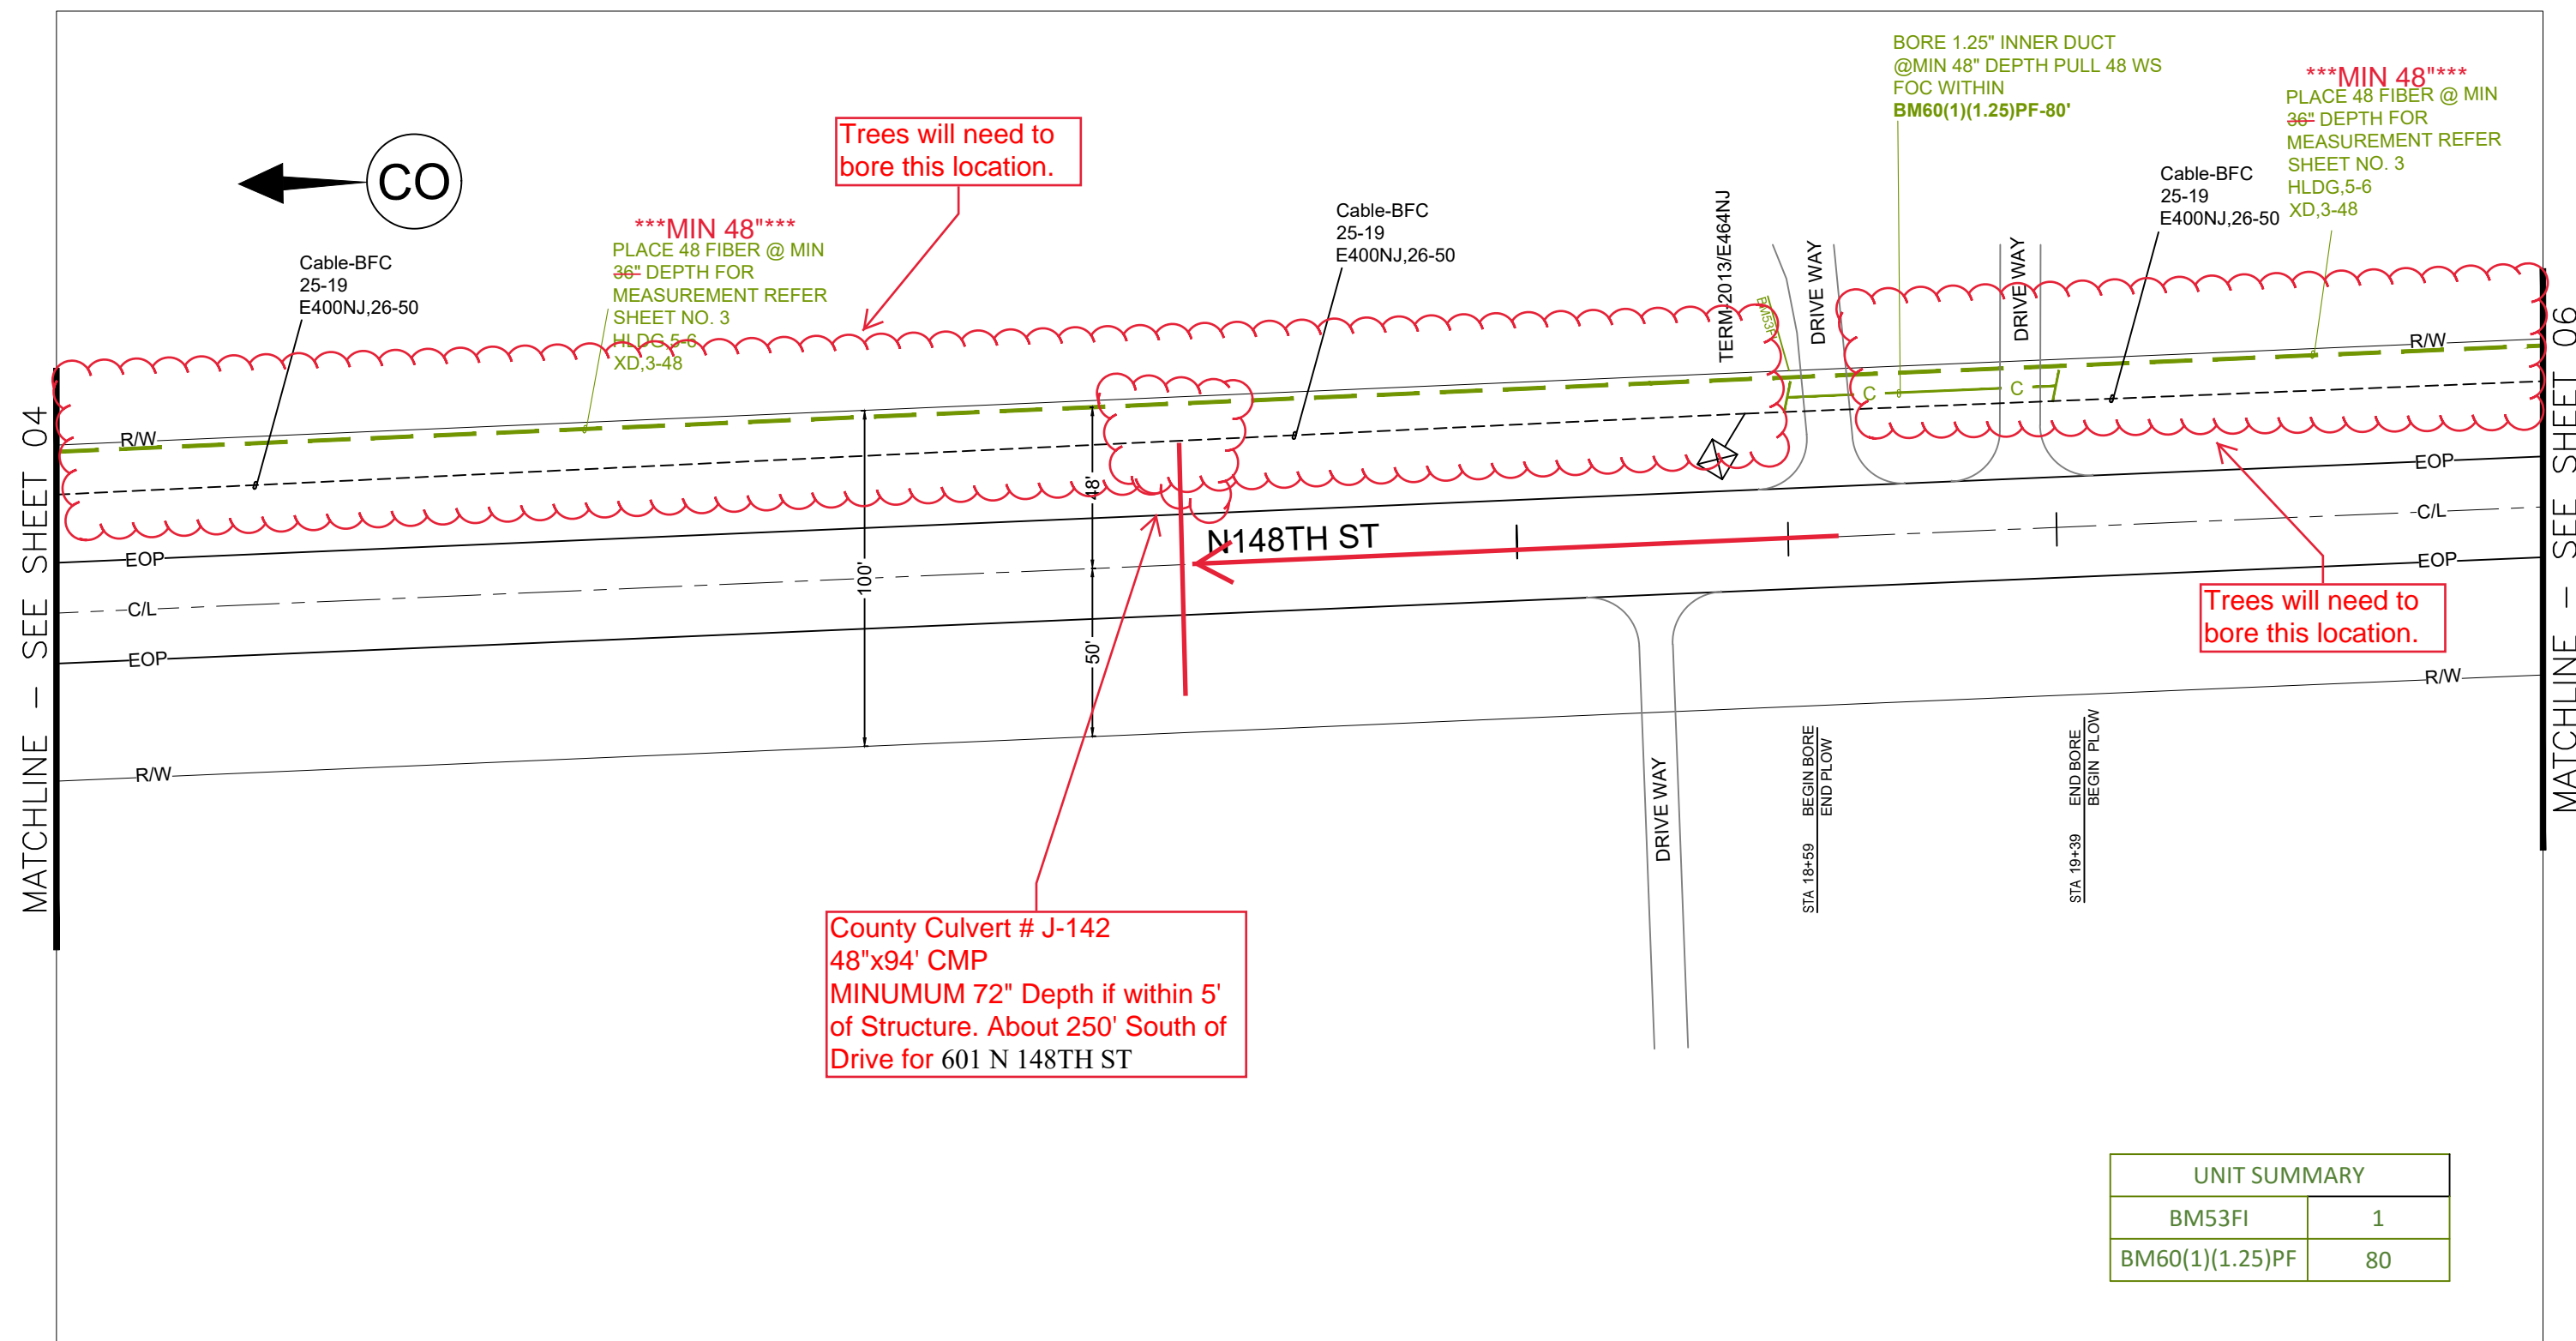 BORE 1.25" INNER DUCT
@MIN 48" DEPTH PULL 48 WS
FOC WITHIN
BM60(1)(1.25)PF-80'
***MIN 48"***
PLACE 48 FIBER @ MIN
36" DEPTH FOR
MEASUREMENT REFER
SHEET NO. 3
HLDG,5-6
XD,3-48
Trees will need to
bore this location.
CO
Cable-BFC
25-19
E400NJ,26-50
***MIN 48"***
PLACE 48 FIBER @ MIN
36" DEPTH FOR
MEASUREMENT REFER
SHEET NO. 3
HLDG,5-6
XD,3-48
Cable-BFC
25-19
E400NJ,26-50
Cable-BFC
25-19
E400NJ,26-50
TERM-2013/E464NJ
DRIVE WAY
DRIVE WAY
C
C
R/W
R/W
EOP
C/L
EOP
R/W
EOP
C/L
EOP
R/W
48'
100'
50'
N148TH ST
MATCHLINE - SEE SHEET 04
MATCHLINE - SEE SHEET 06
Trees will need to
bore this location.
DRIVE WAY
STA 18+59 BEGIN BORE
END PLOW
STA 19+39 END BORE
BEGIN PLOW
County Culvert # J-142
48"x94' CMP
MINUMUM 72" Depth if within 5'
of Structure. About 250' South of
Drive for 601 N 148TH ST
UNIT SUMMARY
BM53FI 1
BM60(1)(1.25)PF 80